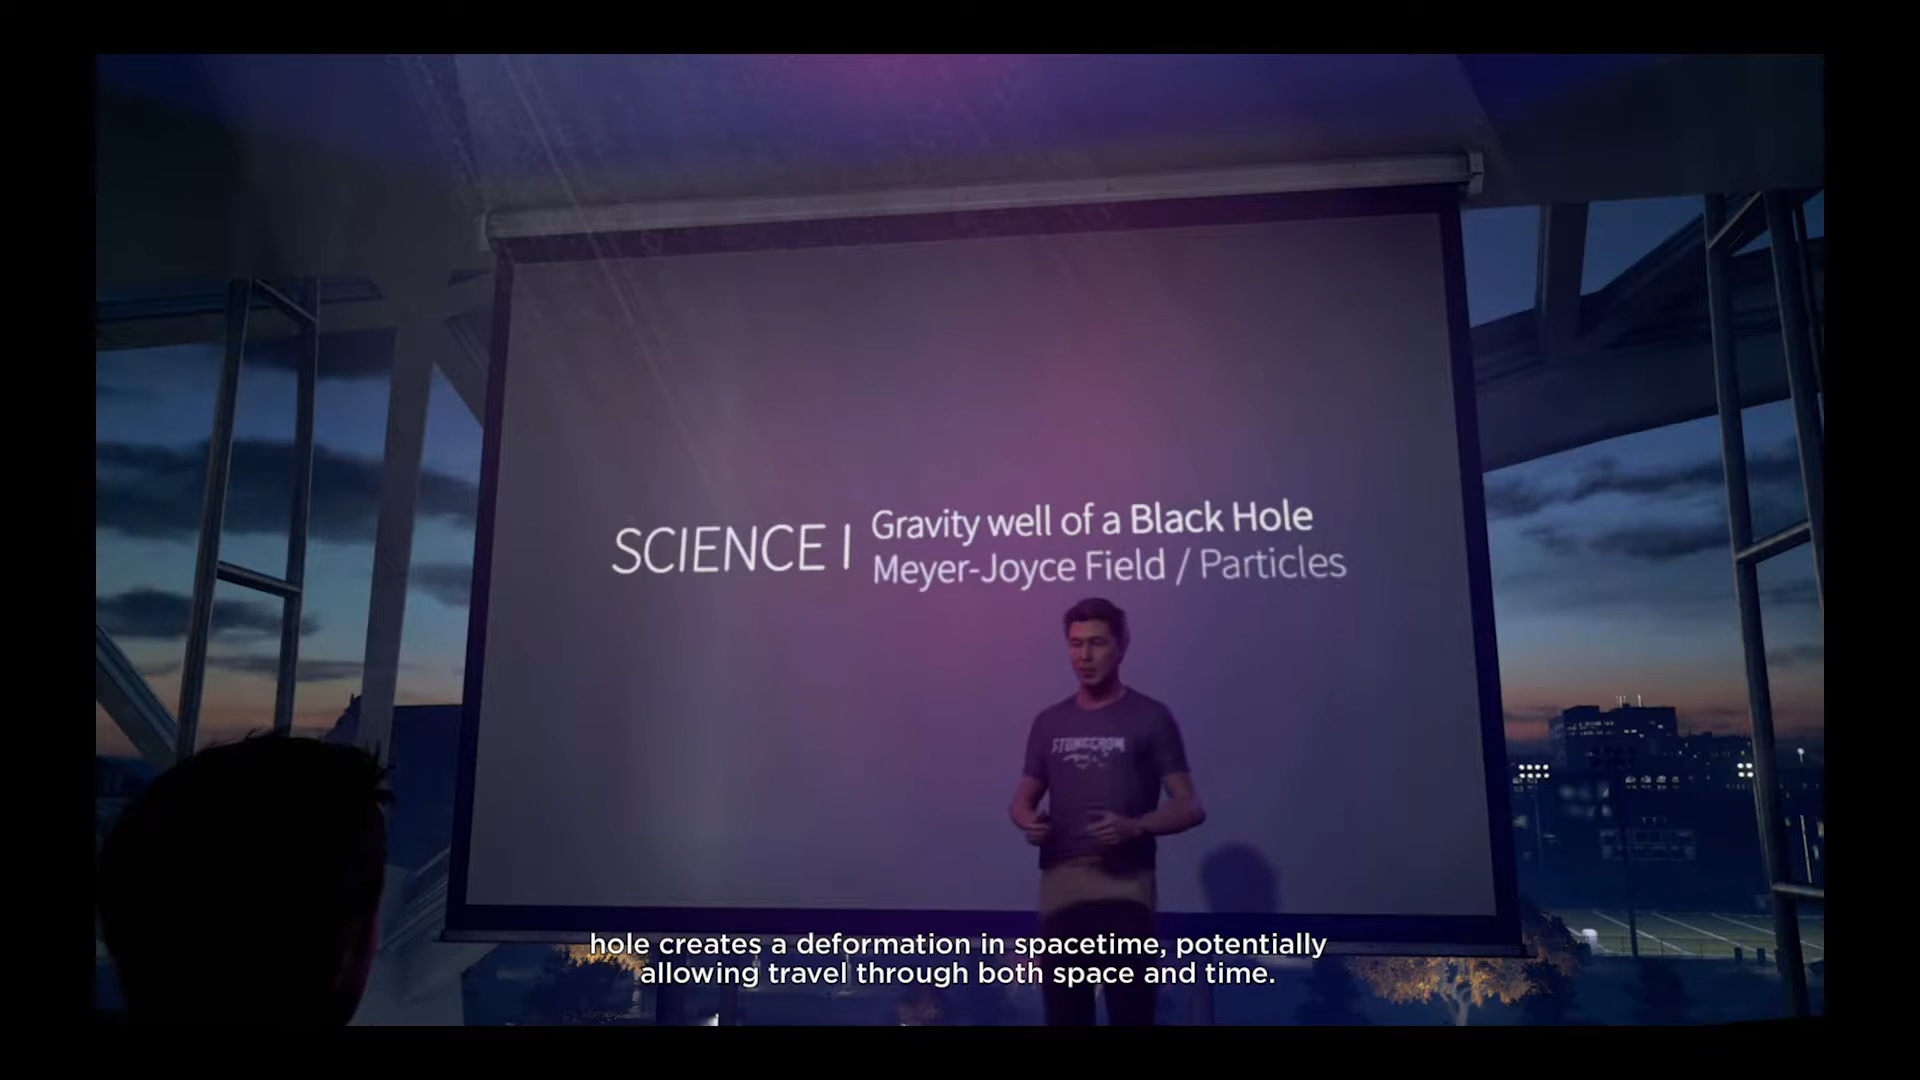 SCIENCE | Gravity well of a Black Hole
Meyer-Joyce Field / Particles
hole creates a deformation in spacetime, potentially
allowing travel through both space and time.